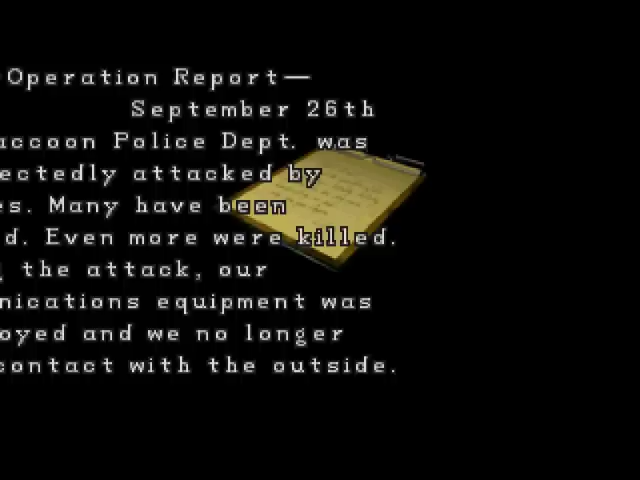 Operation Report—
September 26th
accoon Police Dept. was
ectedly attacked by
es. Many have been
d. Even more were killed.
the attack, our
nications equipment was
oyed and we no longer
contact with the outside.